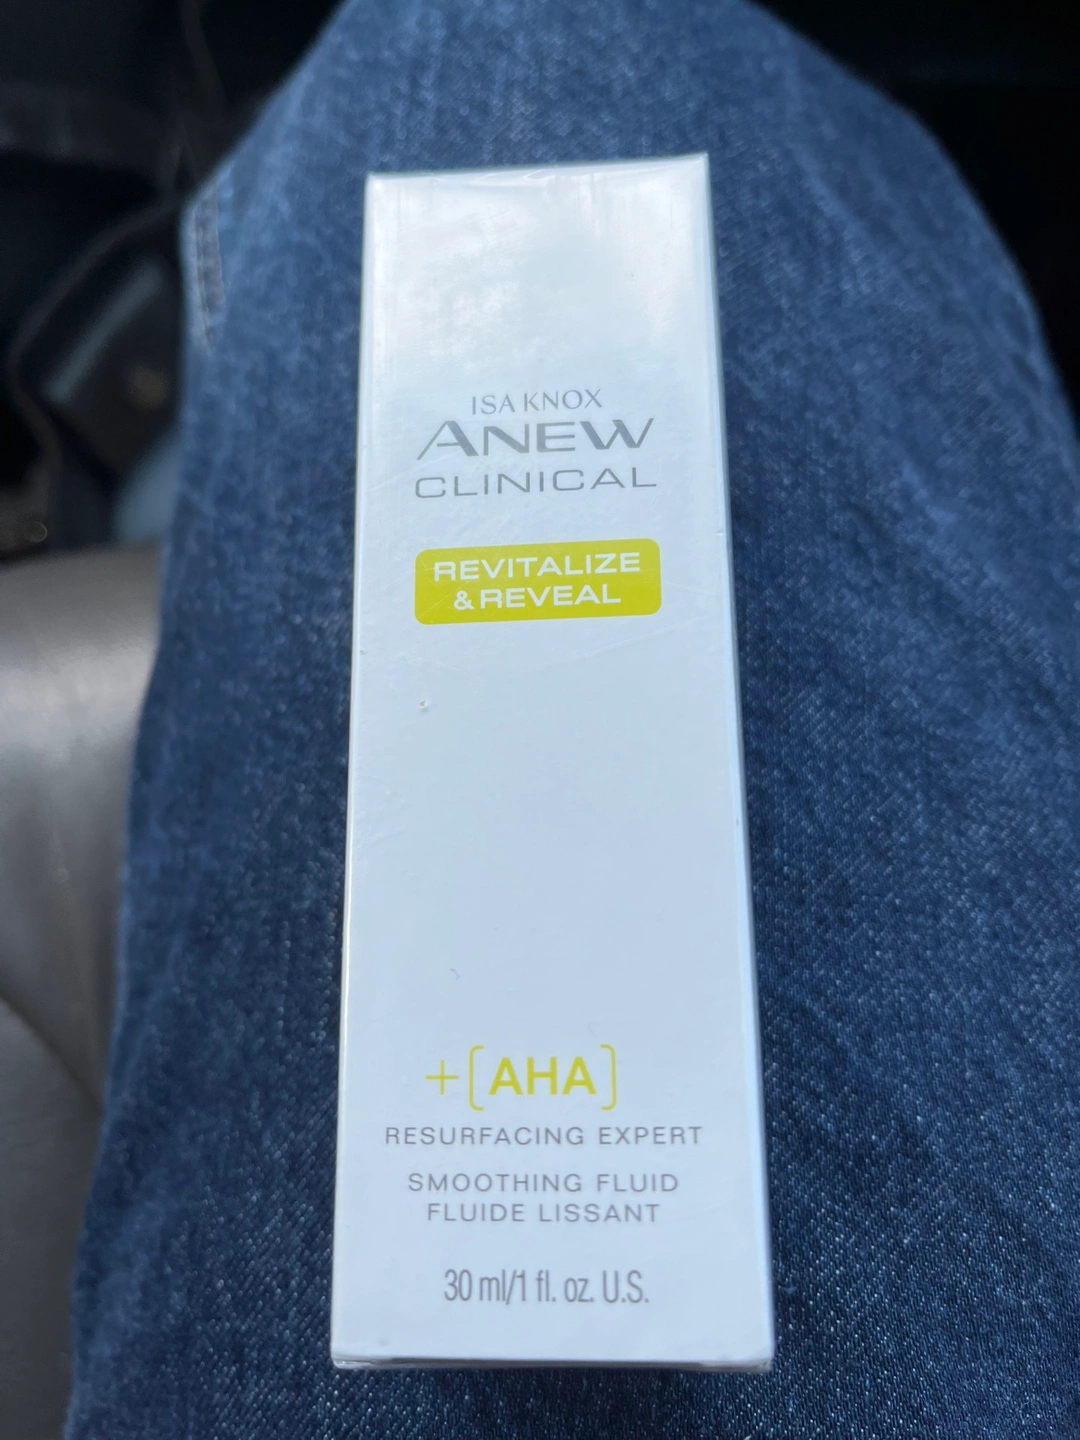 ISA KNOX
ANEW
CLINICAL
REVITALIZE
& REVEAL
+[AHA]
RESURFACING EXPERT
SMOOTHING FLUID
FLUIDE LISSANT
30 ml/1 fl. oz. U.S.